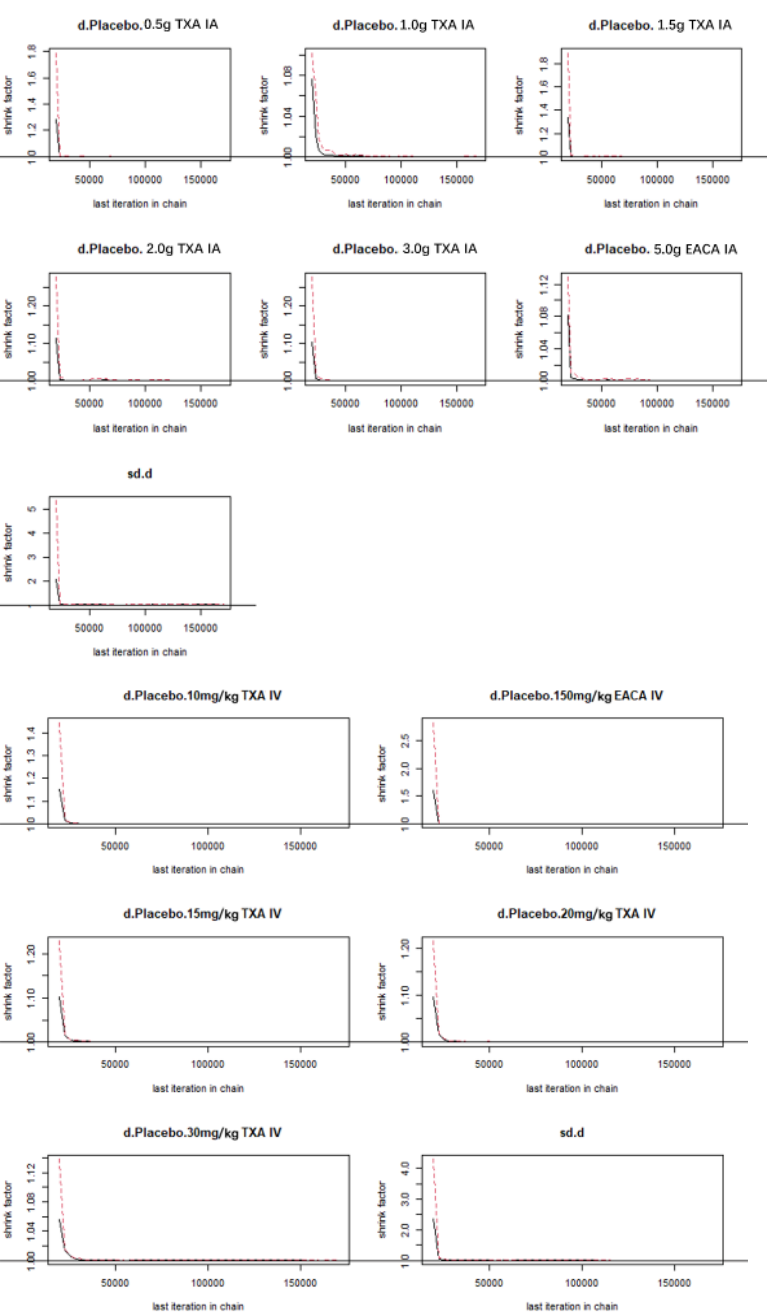 d.Placebo.0.5g TXA IA
d.Placebo.1.0g TXA IA
d.Placebo. 1.5g TXA IA
shrink factor
1.0 1.2 1.4 1.6 1.8
50000 100000 150000
last iteration in chain
shrink factor
1.00 1.04 1.08
50000 100000 150000
last iteration in chain
shrink factor
1.0 1.2 1.4 1.6 1.8
50000 100000 150000
last iteration in chain
d.Placebo. 2.0g TXA IA
d.Placebo. 3.0g TXA IA
d.Placebo. 5.0g EACA IA
shrink factor
1.00 1.10 1.20
50000 100000 150000
last iteration in chain
shrink factor
1.00 1.10 1.20
50000 100000 150000
last iteration in chain
shrink factor
1.00 1.04 1.08 1.12
50000 100000 150000
last iteration in chain
sd.d
shrink factor
2 3 4 5
50000 100000 150000
last iteration in chain
d.Placebo.10mg/kg TXA IV
d.Placebo.150mg/kg EACA IV
shrink factor
1.0 1.1 1.2 1.3 1.4
50000 100000 150000
last iteration in chain
shrink factor
1.0 1.5 2.0 2.5
50000 100000 150000
last iteration in chain
d.Placebo.15mg/kg TXA IV
d.Placebo.20mg/kg TXA IV
shrink factor
1.00 1.10 1.20
50000 100000 150000
last iteration in chain
shrink factor
1.00 1.10 1.20
50000 100000 150000
last iteration in chain
d.Placebo.30mg/kg TXA IV
sd.d
shrink factor
1.00 1.04 1.08 1.12
50000 100000 150000
last iteration in chain
shrink factor
1.0 2.0 3.0 4.0
50000 100000 150000
last iteration in chain